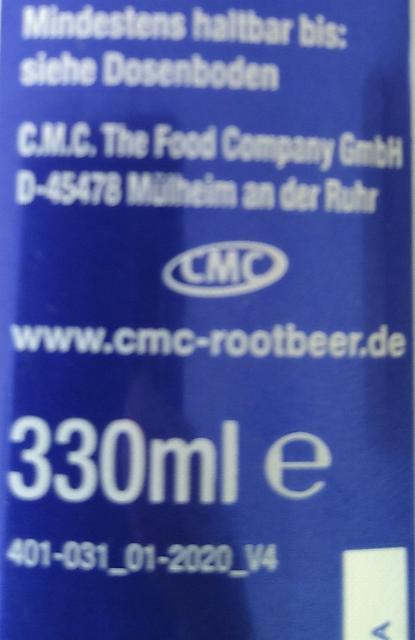 Mindestens haltbar bis:
siehe Dosenboden
C.M.C. The Food Company GmbH
D-45478 Mülheim an der Ruhr
CMC
www.cmc-rootbeer.de
330ml e
401-031_01-2020_V4
A